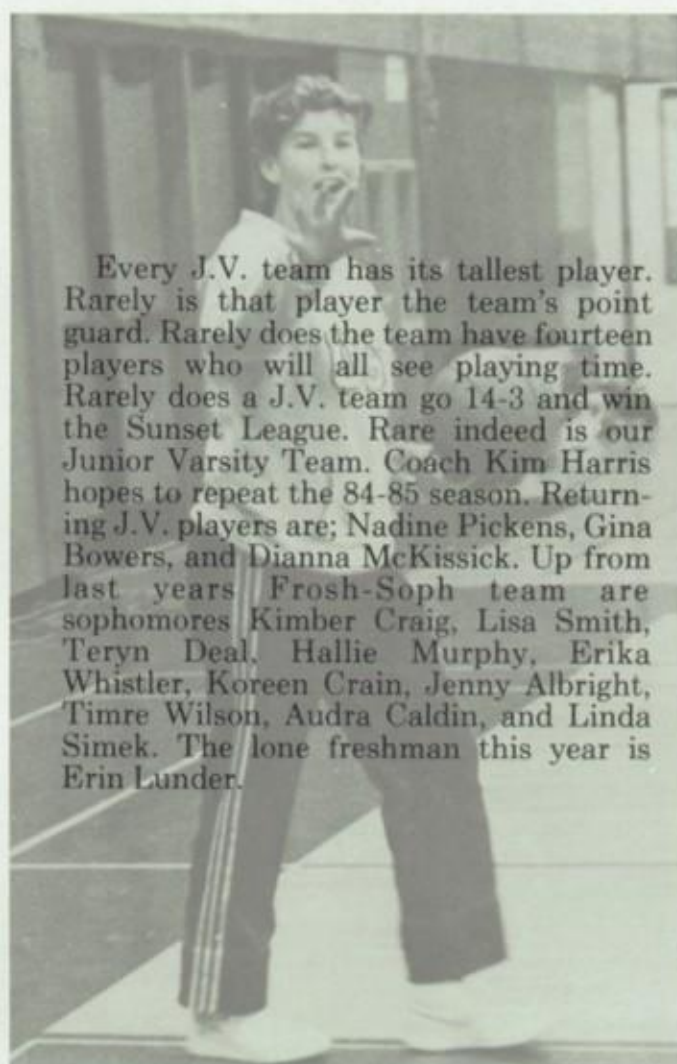 Every J.V. team has its tallest player.
Rarely is that player the team's point
guard. Rarely does the team have fourteen
players who will all see playing time.
Rarely does a J.V. team go 14-3 and win
the Sunset League. Rare indeed is our
Junior Varsity Team. Coach Kim Harris
hopes to repeat the 84-85 season. Return-
ing J.V. players are; Nadine Pickens, Gina
Bowers, and Dianna McKissick. Up from
last years Frosh-Soph team are
sophomores Kimber Craig, Lisa Smith,
Teryn Deal, Hallie Murphy, Erika
Whistler, Koreen Crain, Jenny Albright,
Timre Wilson, Audra Caldin, and Linda
Simek. The lone freshman this year is
Erin Lunder.